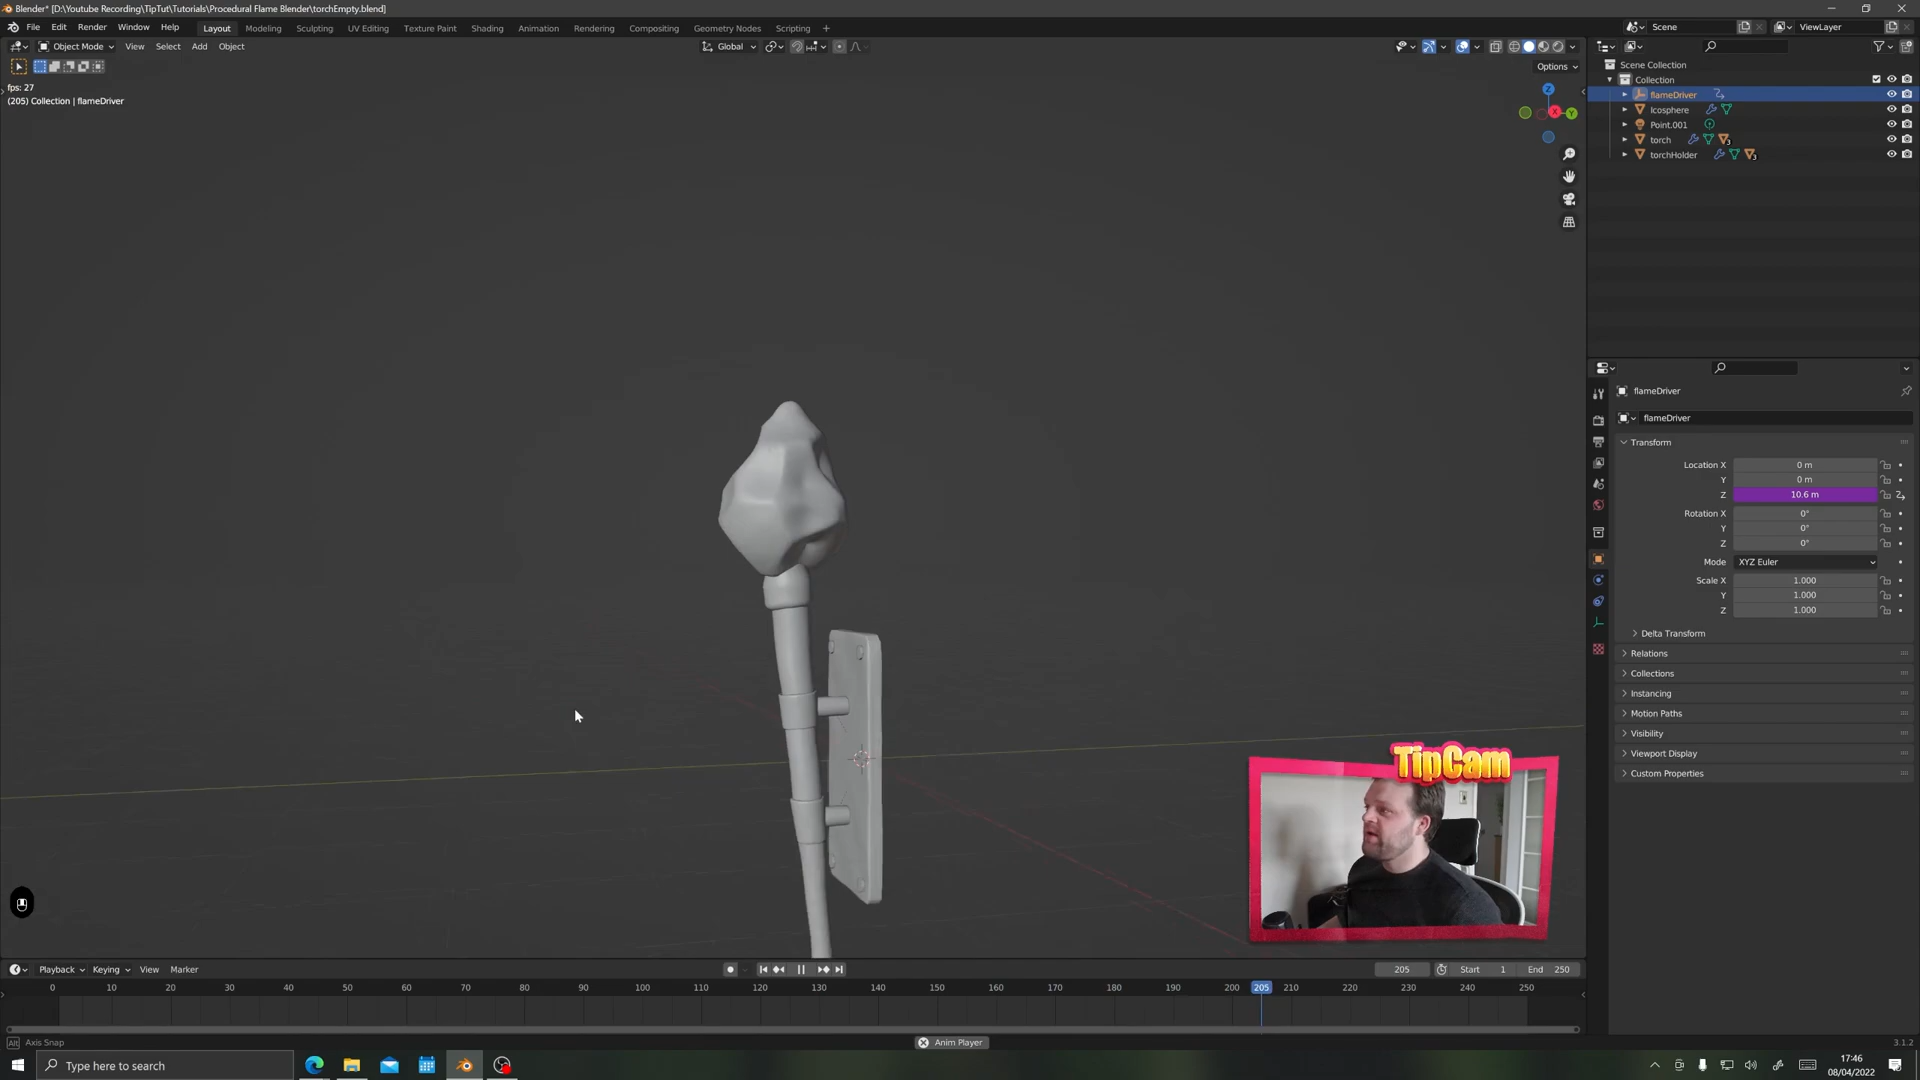 Blender* [D:\Youtube Recording\TipTut\Tutorials\Procedural Flame Blender\torchEmpty.blend]
File Edit Render Window Help Layout Modeling Sculpting UV Editing Texture Paint Shading Animation Rendering Compositing Geometry Nodes Scripting +
Scene ViewLayer
Object Mode View Select Add Object Global
Options
fps: 27
(205) Collection | flameDriver
Z
X
Y
Scene Collection
Collection
flameDriver
Icosphere
Point.001
torch
3
torchHolder
3
flameDriver
flameDriver
Transform
Location X 0 m
Y 0 m
Z 10.6 m
Rotation X 0°
Y 0°
Z 0°
Mode XYZ Euler
Scale X 1.000
Y 1.000
Z 1.000
Delta Transform
Relations
Collections
Instancing
Motion Paths
Visibility
Viewport Display
Custom Properties
TipCam
Playback Keying View Marker 205 Start 1 End 250
0 10 20 30 40 50 60 70 80 90 100 110 120 130 140 150 160 170 180 190 200 205 210 220 230 240 250
Alt Axis Snap Anim Player 3.1.2
Type here to search
17:46
08/04/2022